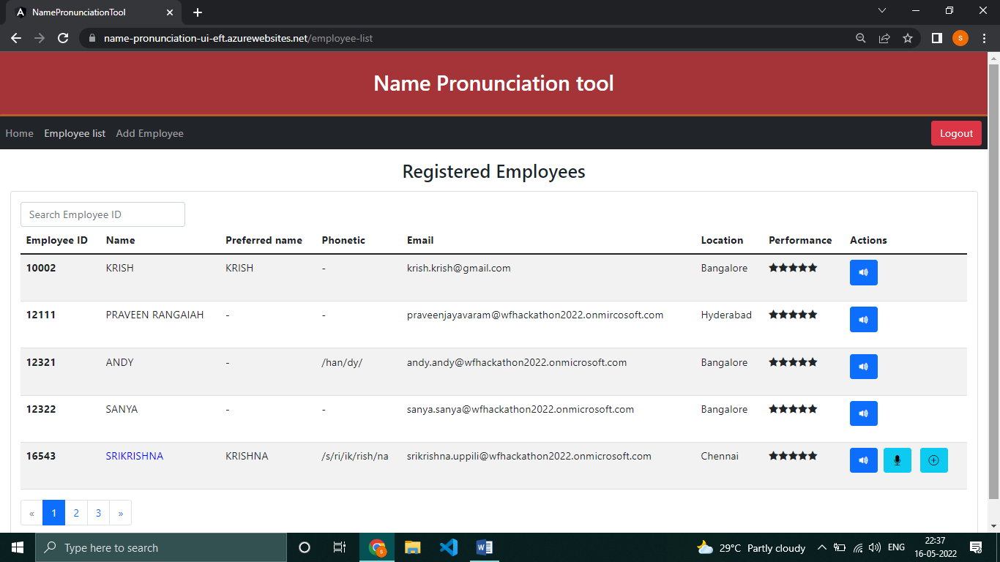 NamePronunciationTool
name-pronunciation-ui-eft.azurewebsites.net/employee-list
s
Name Pronunciation tool
Home Employee list Add Employee Logout
Registered Employees
Search Employee ID
Employee ID Name Preferred name Phonetic Email Location Performance Actions
10002 KRISH KRISH - krish.krish@gmail.com Bangalore ★★★★★
12111 PRAVEEN RANGAIAH - - praveenjayavaram@wfhackathon2022.onmircosoft.com Hyderabad ★★★★★
12321 ANDY - /han/dy/ andy.andy@wfhackathon2022.onmicrosoft.com Bangalore ★★★★★
12322 SANYA - - sanya.sanya@wfhackathon2022.onmicrosoft.com Bangalore ★★★★★
16543 SRIKRISHNA KRISHNA /s/ri/ik/rish/na srikrishna.uppili@wfhackathon2022.onmicrosoft.com Chennai ★★★★★
« 1 2 3 »
Type here to search 29°C Partly cloudy ENG 22:37
16-05-2022